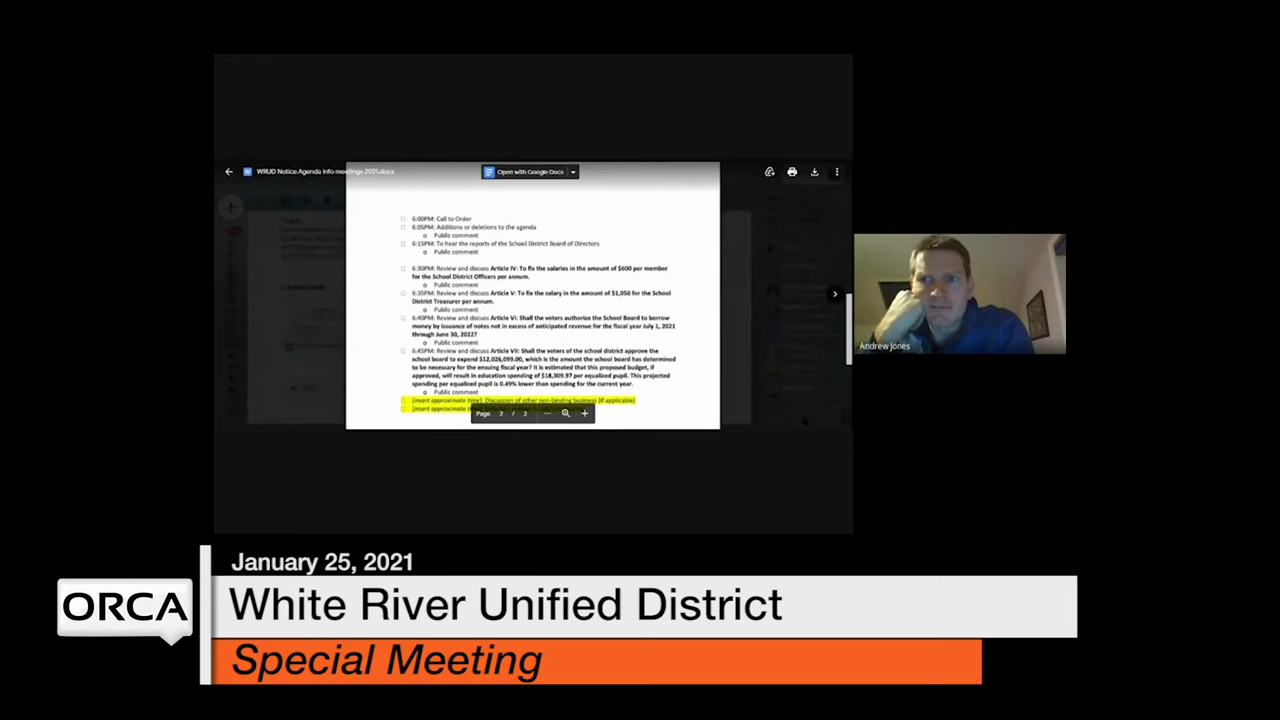 WRUD Notice Agenda Info meetings 2021.docx
Open with Google Docs
6:00PM: Call to Order
6:05PM: Additions or deletions to the agenda
o Public comment
6:15PM: To hear the reports of the School District Board of Directors
o Public comment
6:30PM: Review and discuss Article IV: To fix the salaries in the amount of $600 per member
for the School District Officers per annum.
o Public comment
6:35PM: Review and discuss Article V: To fix the salary in the amount of $1,050 for the School
District Treasurer per annum.
o Public comment
6:40PM: Review and discuss Article VI: Shall the voters authorize the School Board to borrow
money by issuance of notes not in excess of anticipated revenue for the fiscal year July 1, 2021
through June 30, 2022?
o Public comment
6:45PM: Review and discuss Article VII: Shall the voters of the school district approve the
school board to expend $12,026,099.00, which is the amount the school board has determined
to be necessary for the ensuing fiscal year? It is estimated that this proposed budget, if
approved, will result in education spending of $18,309.97 per equalized pupil. This projected
spending per equalized pupil is 0.49% lower than spending for the current year.
o Public comment
[insert approximate time]: Discussion of other non-binding business (if applicable)
[insert approximate
Page 2 / 2
Andrew Jones
January 25, 2021
ORCA
White River Unified District
Special Meeting